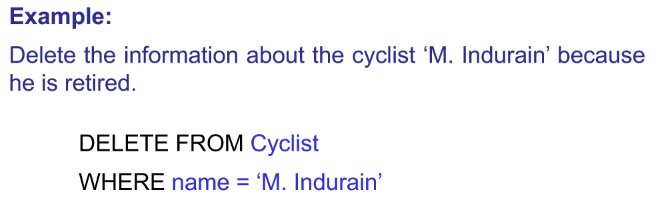 Example:
Delete the information about the cyclist ‘M. Indurain’ because
he is retired.
DELETE FROM Cyclist
WHERE name = ‘M. Indurain’